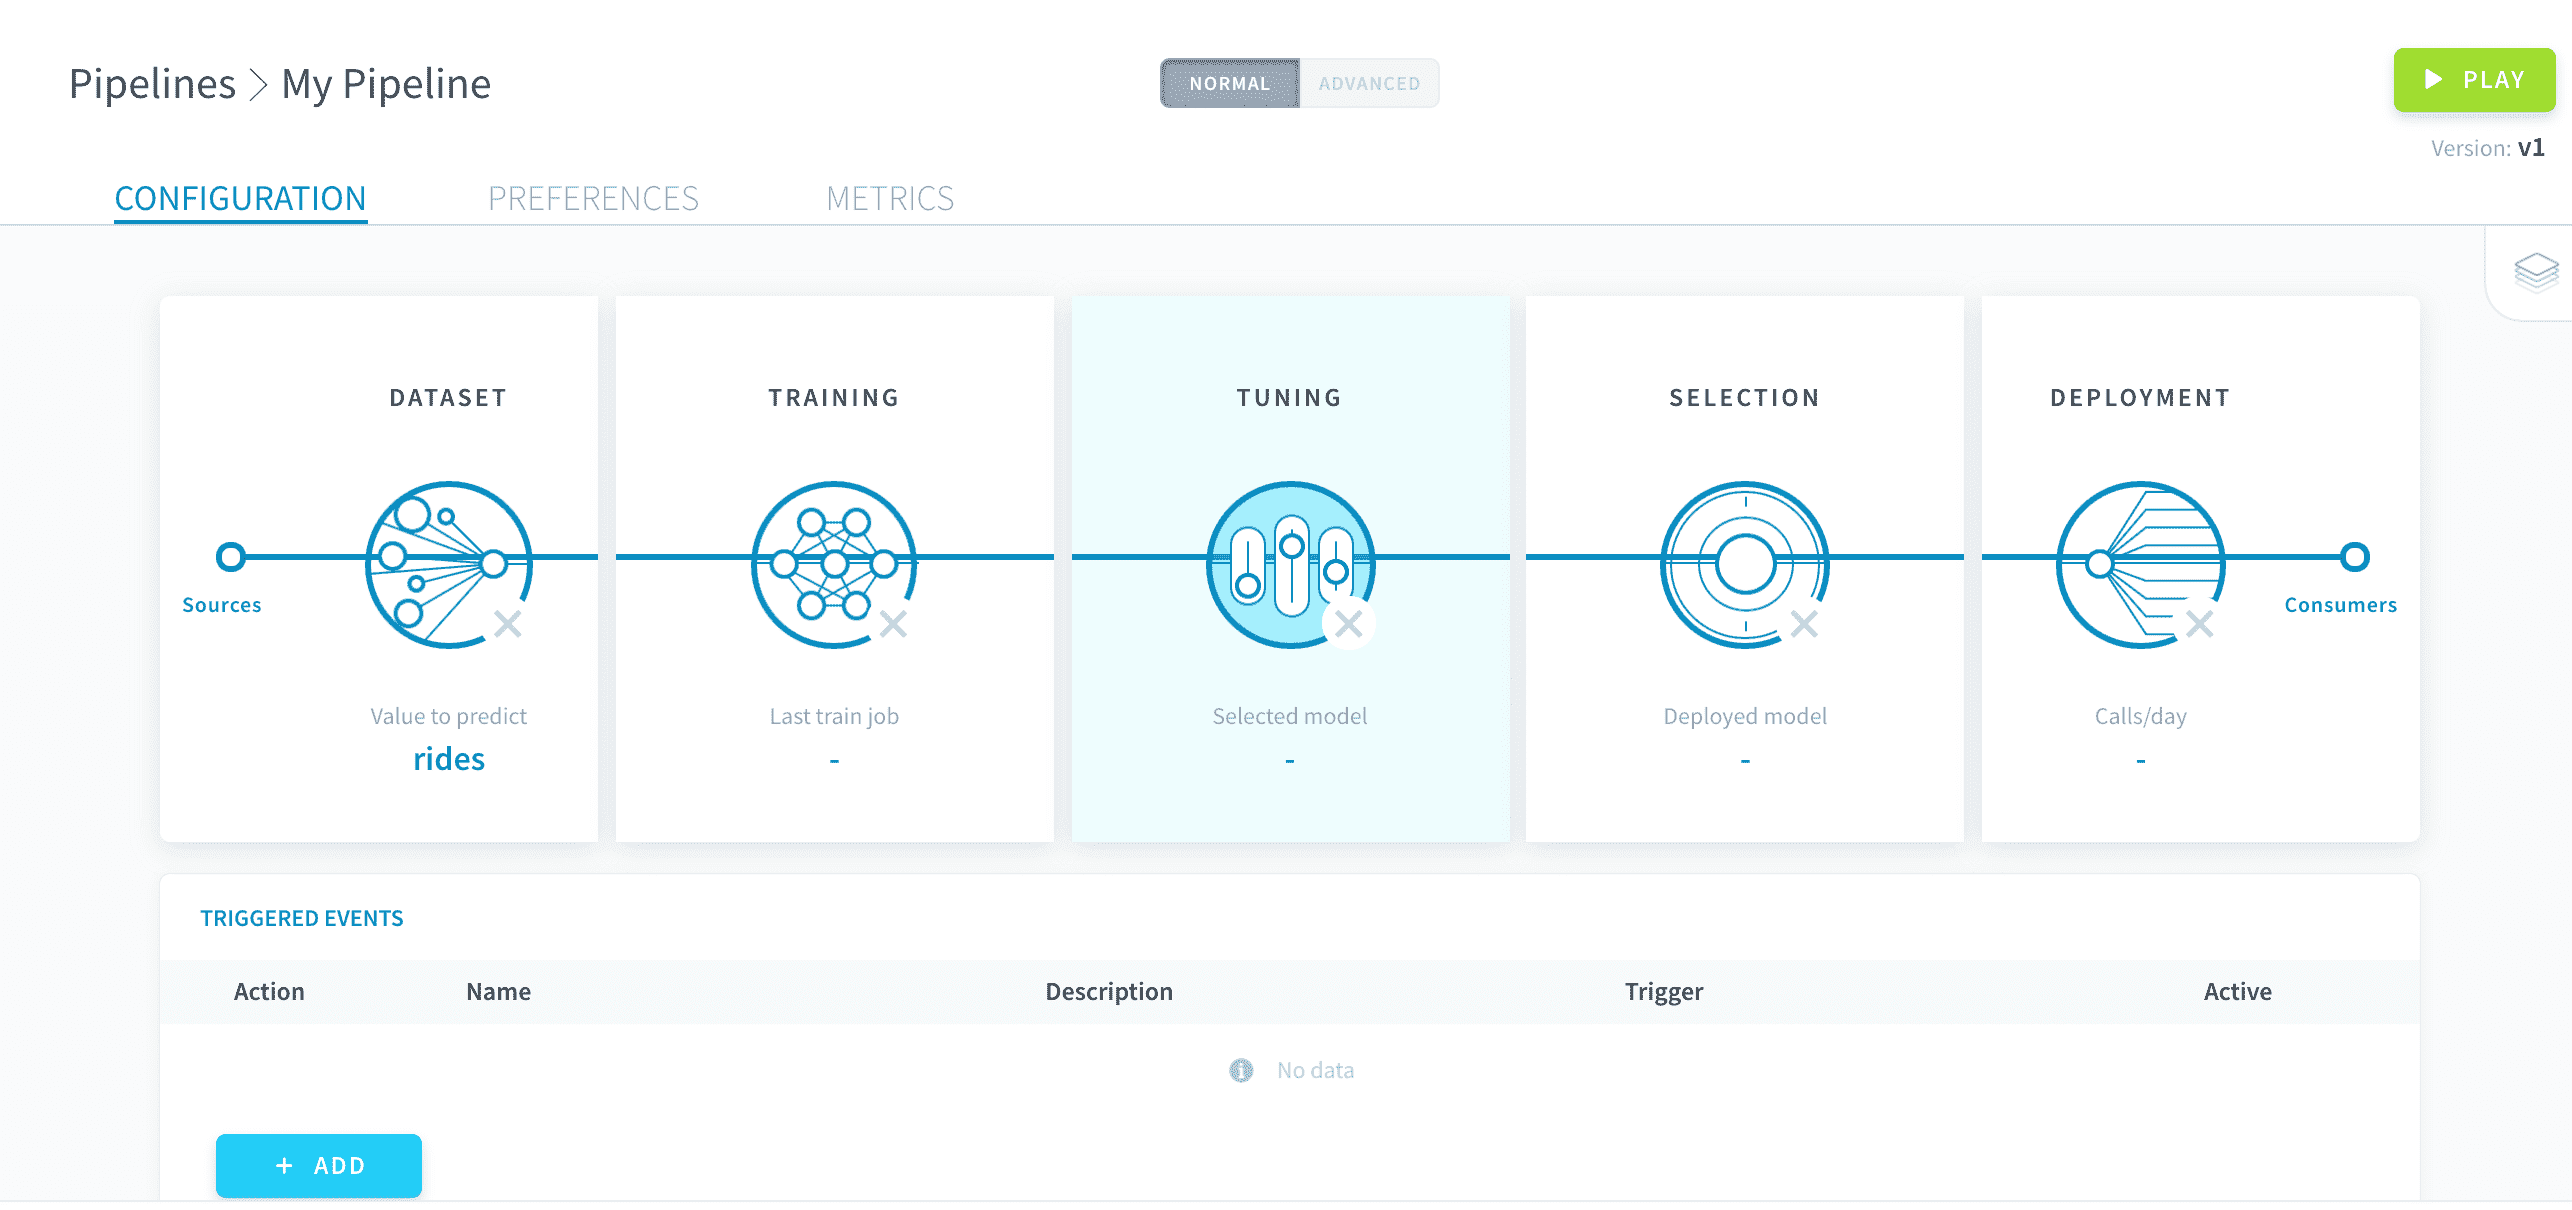 Pipelines > My Pipeline
NORMAL
ADVANCED
PLAY
Version: v1
CONFIGURATION
PREFERENCES
METRICS
DATASET
TRAINING
TUNING
SELECTION
DEPLOYMENT
Sources
Consumers
Value to predict
rides
Last train job
-
Selected model
-
Deployed model
-
Calls/day
-
TRIGGERED EVENTS
Action
Name
Description
Trigger
Active
No data
+ ADD